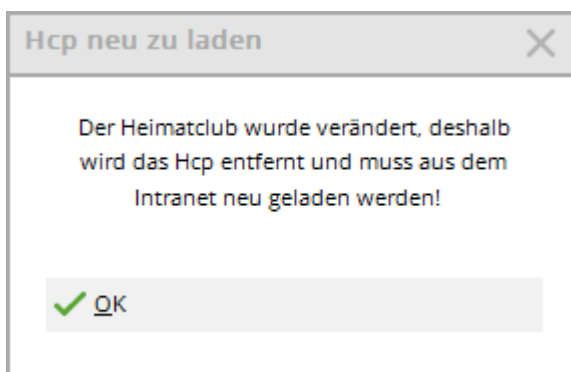 Hcp neu zu laden
Der Heimatclub wurde verändert, deshalb
wird das Hcp entfernt und muss aus dem
Intranet neu geladen werden!
OK